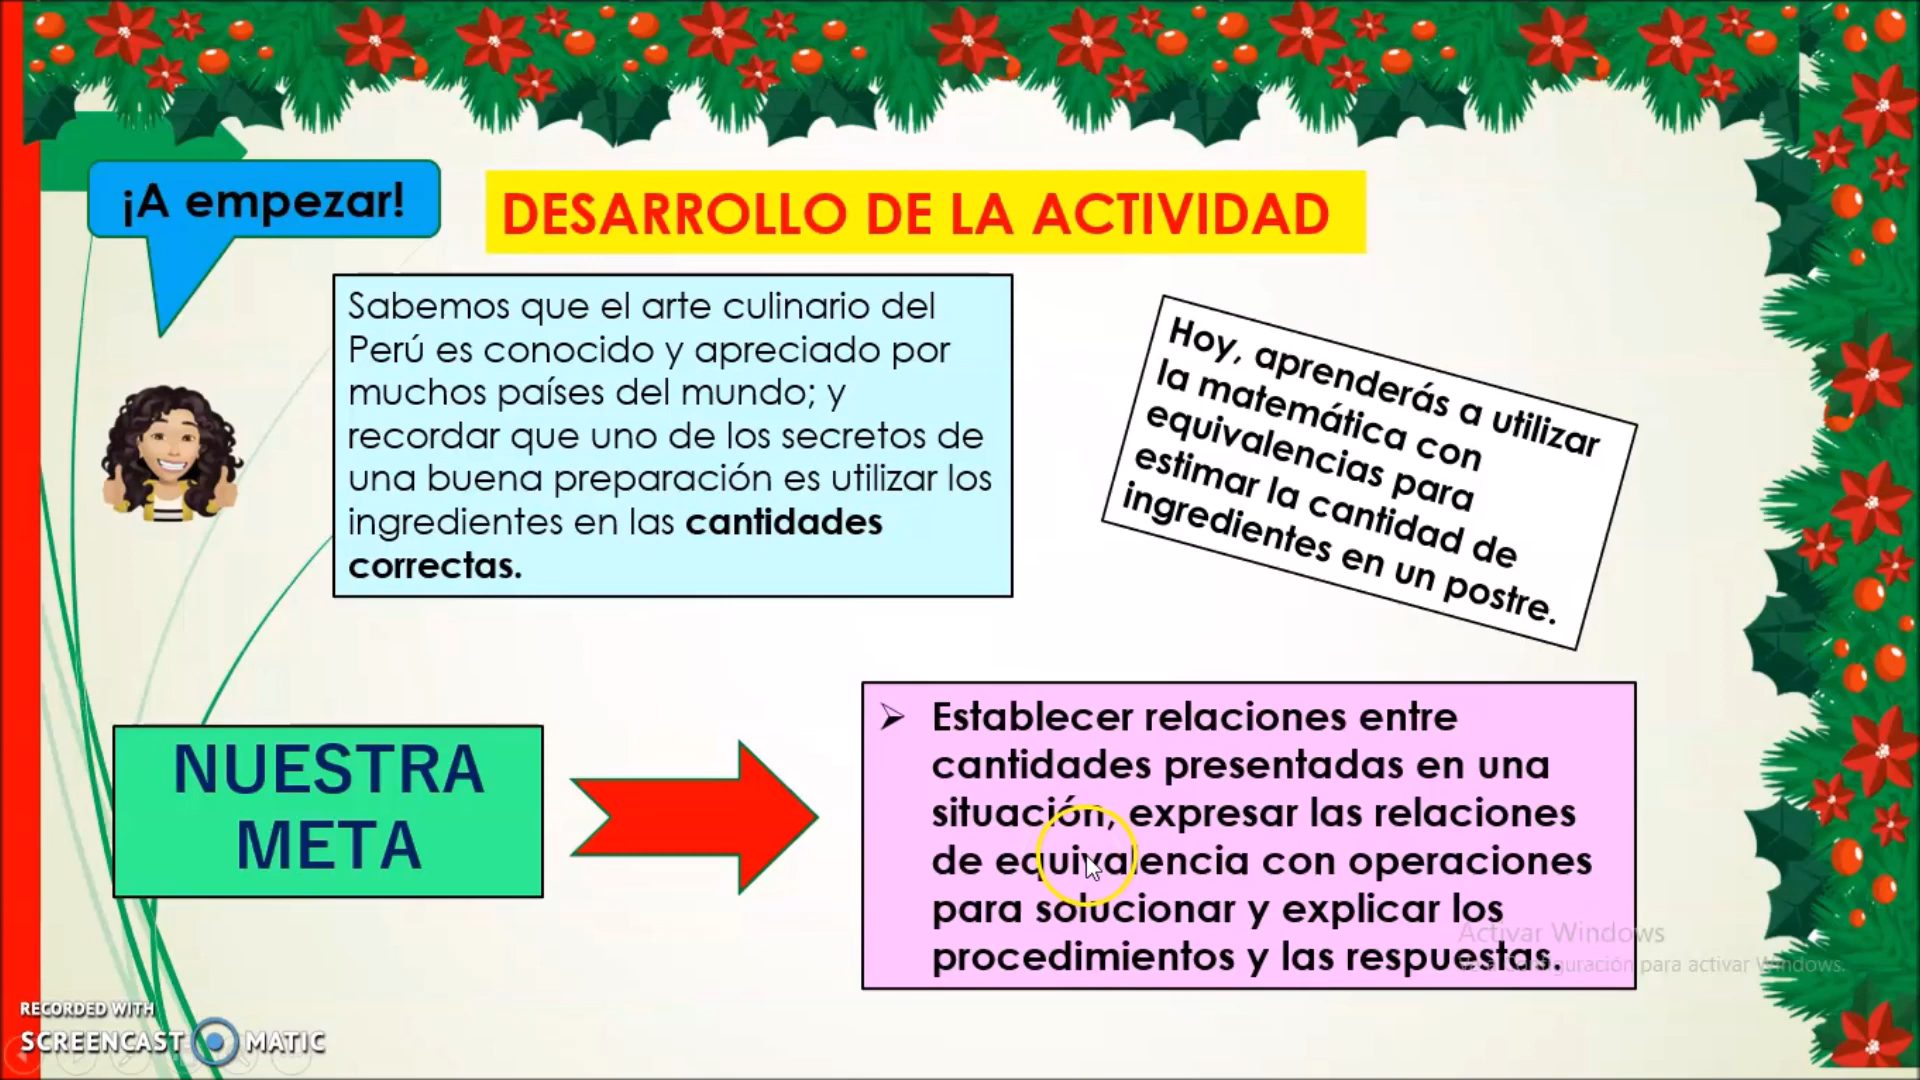 ¡A empezar!
DESARROLLO DE LA ACTIVIDAD
Sabemos que el arte culinario del
Perú es conocido y apreciado por
muchos países del mundo; y
recordar que uno de los secretos de
una buena preparación es utilizar los
ingredientes en las cantidades
correctas.
Hoy, aprenderás a utilizar
la matemática con
equivalencias para
estimar la cantidad de
ingredientes en un postre.
NUESTRA
META
➢ Establecer relaciones entre
cantidades presentadas en una
situación, expresar las relaciones
de equivalencia con operaciones
para solucionar y explicar los
procedimientos y las respuestas.
Activar Windows
Configuración para activar Windows.
RECORDED WITH
SCREENCAST MATIC